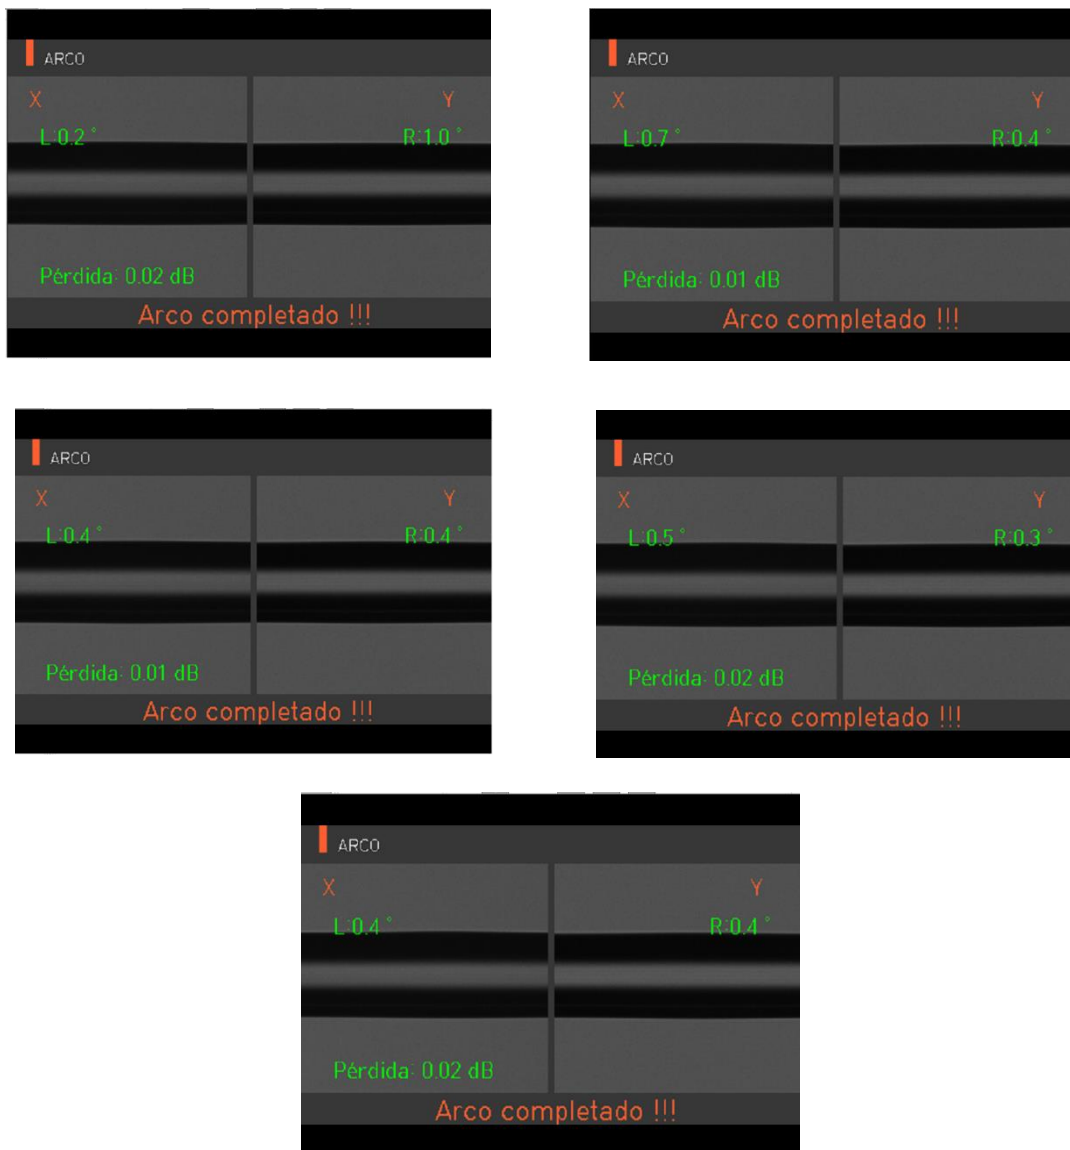 ARCO
X Y
L:0.2 ° R:1.0 °
Pérdida: 0.02 dB
Arco completado !!!
ARCO
X Y
L:0.7 ° R:0.4 °
Pérdida: 0.01 dB
Arco completado !!!
ARCO
X Y
L:0.4 ° R:0.4 °
Pérdida: 0.01 dB
Arco completado !!!
ARCO
X Y
L:0.5 ° R:0.3 °
Pérdida: 0.02 dB
Arco completado !!!
ARCO
X Y
L:0.4 ° R:0.4 °
Pérdida: 0.02 dB
Arco completado !!!